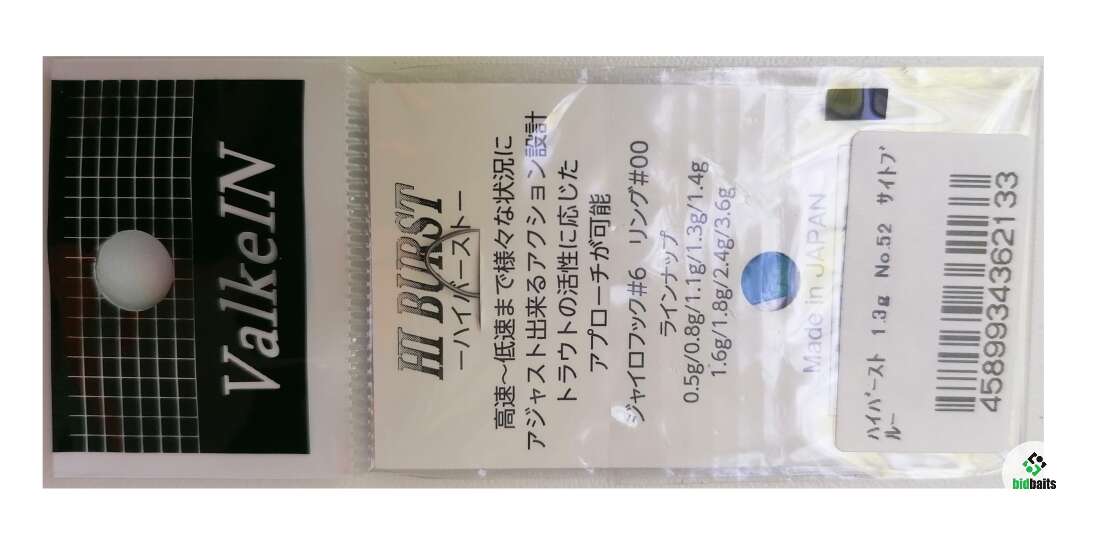 ValkeIN
HI BURST
ーハイバーストー
高速～低速まで様々な状況に
アジャスト出来るアクション設計
トラウトの活性に応じた
アプローチが可能
ジャイロフック#6 リング#00
ラインナップ
0.5g/0.8g/1.1g/1.3g/1.4g
1.6g/1.8g/2.4g/3.6g
Made in JAPAN
ハイバースト 1.3g No.52 サイトブ
ルー
4589934362133
bidbaits